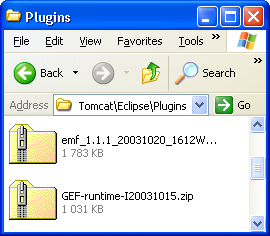 Plugins
File Edit View Favorites Tools »
Back Search
Address Tomcat\Eclipse\Plugins Go
emf_1.1.1_20031020_1612W...
1 783 KB
GEF-runtime-I20031015.zip
1 031 KB